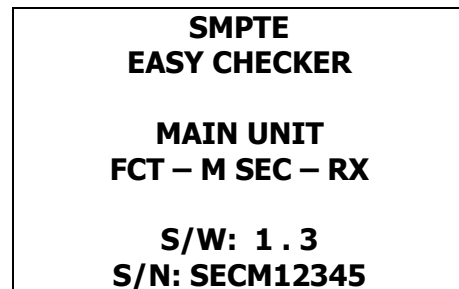 SMPTE
EASY CHECKER
MAIN UNIT
FCT – M SEC – RX
S/W: 1 . 3
S/N: SECM12345